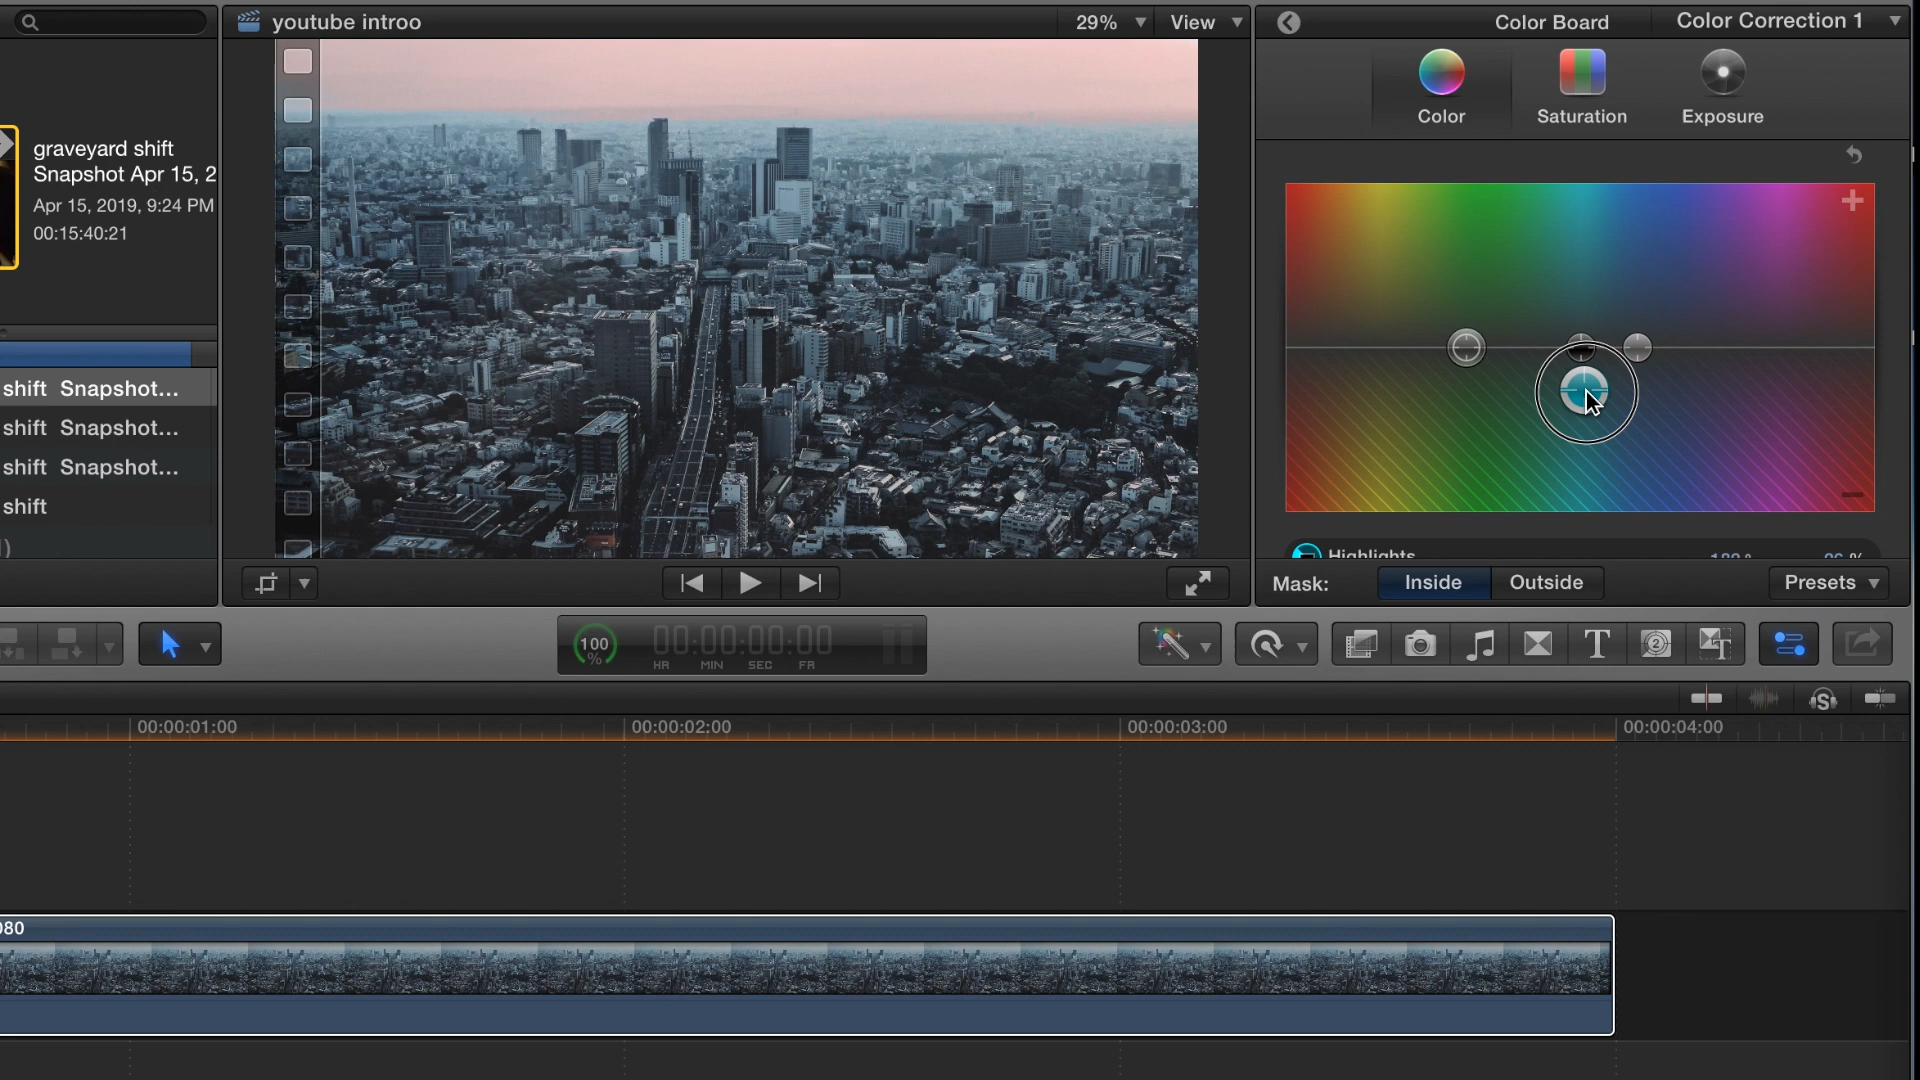 youtube introo
29%
View
Color Board
Color Correction 1
Color
Saturation
Exposure
graveyard shift
Snapshot Apr 15, 2
Apr 15, 2019, 9:24 PM
00:15:40:21
shift Snapshot...
shift Snapshot...
shift Snapshot...
shift
Highlights
Mask:
Inside
Outside
Presets
100
%
00:00:00:00
HR MIN SEC FR
T
2
T
S
00:00:01:00
00:00:02:00
00:00:03:00
00:00:04:00
080